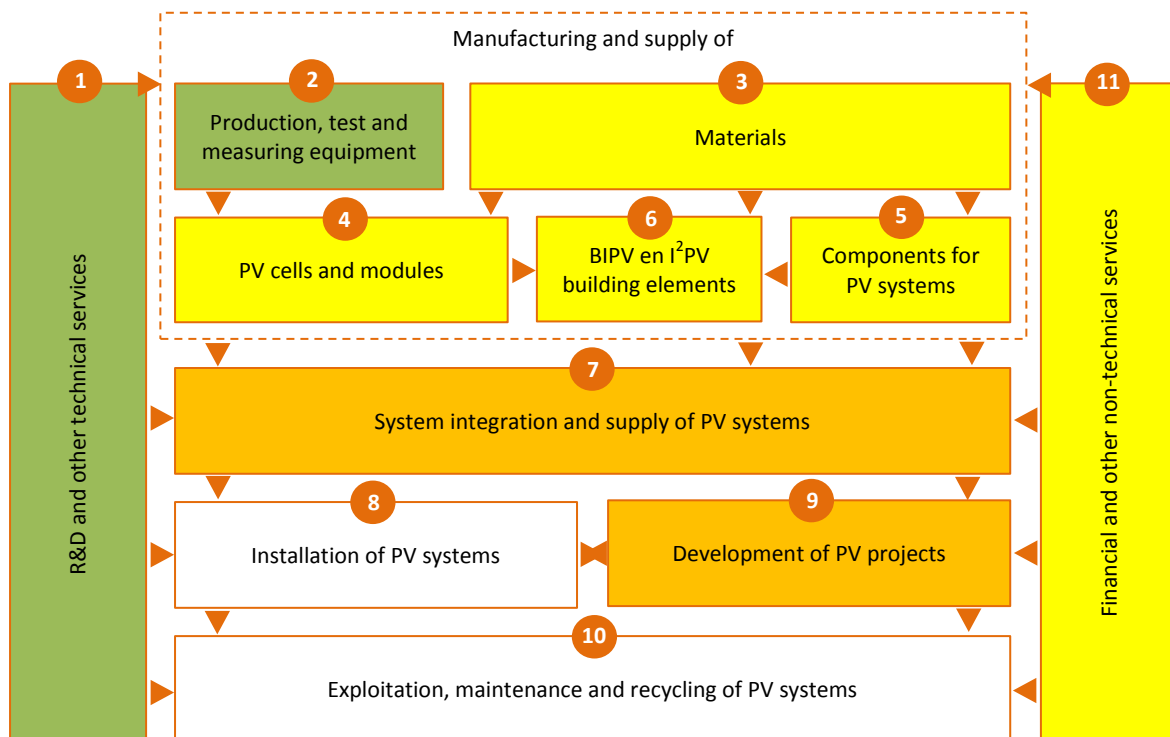 Manufacturing and supply of
1
R&D and other technical services
2
Production, test and
measuring equipment
3
Materials
11
Financial and other non-technical services
4
PV cells and modules
6
BIPV en I²PV
building elements
5
Components for
PV systems
7
System integration and supply of PV systems
8
Installation of PV systems
9
Development of PV projects
10
Exploitation, maintenance and recycling of PV systems